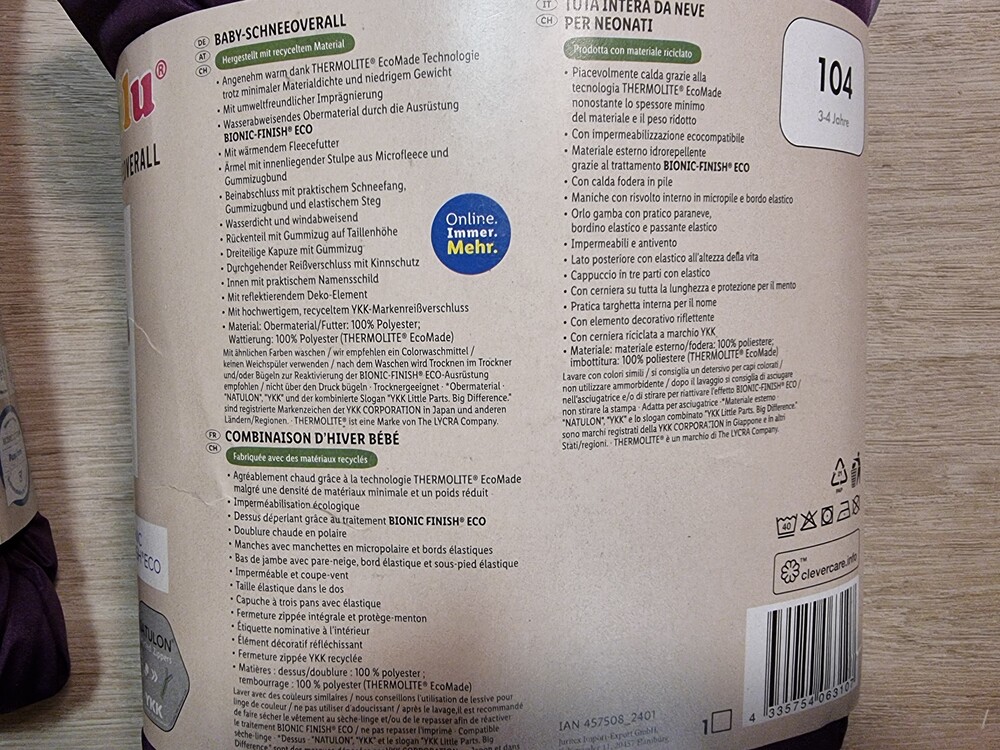 lu®
VERALL
DE
AT
CH
BABY-SCHNEEOVERALL
Hergestellt mit recyceltem Material
• Angenehm warm dank THERMOLITE® EcoMade Technologie
trotz minimaler Materialdichte und niedrigem Gewicht
• Mit umweltfreundlicher Imprägnierung
• Wasserabweisendes Obermaterial durch die Ausrüstung
BIONIC-FINISH® ECO
• Mit wärmendem Fleecefutter
• Ärmel mit innenliegender Stulpe aus Microfleece und
Gummizugbund
• Beinabschluss mit praktischem Schneefang,
Gummizugbund und elastischem Steg
• Wasserdicht und windabweisend
• Rückenteil mit Gummizug auf Taillenhöhe
• Dreiteilige Kapuze mit Gummizug
• Durchgehender Reißverschluss mit Kinnschutz
• Innen mit praktischem Namensschild
• Mit reflektierendem Deko-Element
• Mit hochwertigem, recyceltem YKK-Markenreißverschluss
• Material: Obermaterial/Futter: 100% Polyester;
Wattierung: 100% Polyester (THERMOLITE® EcoMade)
Mit ähnlichen Farben waschen / wir empfehlen ein Colorwaschmittel /
keinen Weichspüler verwenden / nach dem Waschen wird Trocknen im Trockner
und/oder Bügeln zur Reaktivierung der BIONIC-FINISH® ECO-Ausrüstung
empfohlen / nicht über den Druck bügeln · Trocknergeeignet · *Obermaterial ·
"NATULON", "YKK" und der kombinierte Slogan "YKK Little Parts. Big Difference."
sind registrierte Markenzeichen der YKK CORPORATION in Japan und anderen
Ländern/Regionen. · THERMOLITE® ist eine Marke von The LYCRA Company.
FR
CH
COMBINAISON D'HIVER BÉBÉ
Fabriquée avec des matériaux recyclés
• Agréablement chaud grâce à la technologie THERMOLITE® EcoMade
malgré une densité de matériaux minimale et un poids réduit
• Imperméabilisation écologique
• Dessus déperlant grâce au traitement BIONIC FINISH® ECO
• Doublure chaude en polaire
• Manches avec manchettes en micropolaire et bords élastiques
• Bas de jambe avec pare-neige, bord élastique et sous-pied élastique
• Imperméable et coupe-vent
• Taille élastique dans le dos
• Capuche à trois pans avec élastique
• Fermeture zippée intégrale et protège-menton
• Étiquette nominative à l'intérieur
• Élément décoratif réfléchissant
• Fermeture zippée YKK recyclée
• Matières : dessus/doublure : 100 % polyester ;
rembourrage : 100 % polyester (THERMOLITE® EcoMade)
Laver avec des couleurs similaires / nous conseillons l'utilisation de lessive pour
linge de couleur / ne pas utiliser d'adoucissant / après le lavage, il est recommandé
de faire sécher le vêtement au sèche-linge et/ou de le repasser afin de réactiver
le traitement BIONIC FINISH® ECO / ne pas repasser l'imprimé · Compatible
sèche-linge · *Dessus · "NATULON", "YKK" et le slogan "YKK Little Parts. Big
Difference" sont des
Online.
Immer.
Mehr.
IT
CH
TUTA INTERA DA NEVE
PER NEONATI
Prodotta con materiale riciclato
• Piacevolmente calda grazie alla
tecnologia THERMOLITE® EcoMade
nonostante lo spessore minimo
del materiale e il peso ridotto
• Con impermeabilizzazione ecocompatibile
• Materiale esterno idrorepellente
grazie al trattamento BIONIC-FINISH® ECO
• Con calda fodera in pile
• Maniche con risvolto interno in micropile e bordo elastico
• Orlo gamba con pratico paraneve,
bordino elastico e passante elastico
• Impermeabili e antivento
• Lato posteriore con elastico all'altezza della vita
• Cappuccio in tre parti con elastico
• Con cerniera su tutta la lunghezza e protezione per il mento
• Pratica targhetta interna per il nome
• Con elemento decorativo riflettente
• Con cerniera riciclata a marchio YKK
• Materiale: materiale esterno/fodera: 100% poliestere;
imbottitura: 100% poliestere (THERMOLITE® EcoMade)
Lavare con colori simili / si consiglia un detersivo per capi colorati /
non utilizzare ammorbidente / dopo il lavaggio si consiglia di asciugare
nell'asciugatrice e/o di stirare per riattivare l'effetto BIONIC-FINISH® ECO /
non stirare la stampa · Adatta per asciugatrice · *Materiale esterno
"NATULON", "YKK" e lo slogan combinato "YKK Little Parts. Big Difference."
sono marchi registrati della YKK CORPORATION in Giappone e in altri
Stati/regioni. · THERMOLITE® è un marchio di The LYCRA Company.
104
3-4 Jahre
40
™
clevercare.info
4 335754 06310
IAN 457508_2401
1
Jurnex Import-Export GmbH,
20457 Hamburg
ECO
YKK